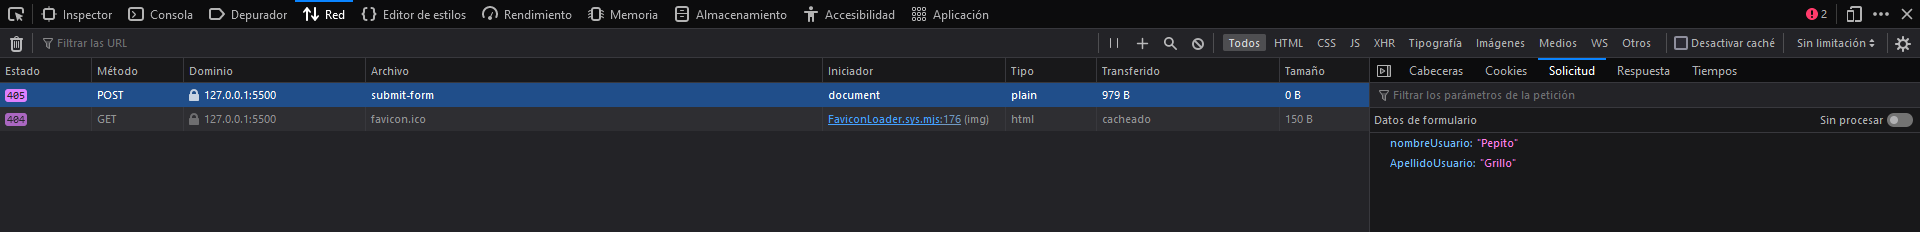 Inspector Consola Depurador Red Editor de estilos Rendimiento Memoria Almacenamiento Accesibilidad Aplicación 2
Filtrar las URL Todos HTML CSS JS XHR Tipografía Imágenes Medios WS Otros Desactivar caché Sin limitación
Estado Método Dominio Archivo Iniciador Tipo Transferido Tamaño Cabeceras Cookies Solicitud Respuesta Tiempos
405 POST 127.0.0.1:5500 submit-form document plain 979 B 0 B Filtrar los parámetros de la petición
404 GET 127.0.0.1:5500 favicon.ico FaviconLoader.sys.mjs:176 (img) html cacheado 150 B Datos de formulario Sin procesar
nombreUsuario: "Pepito"
ApellidoUsuario: "Grillo"